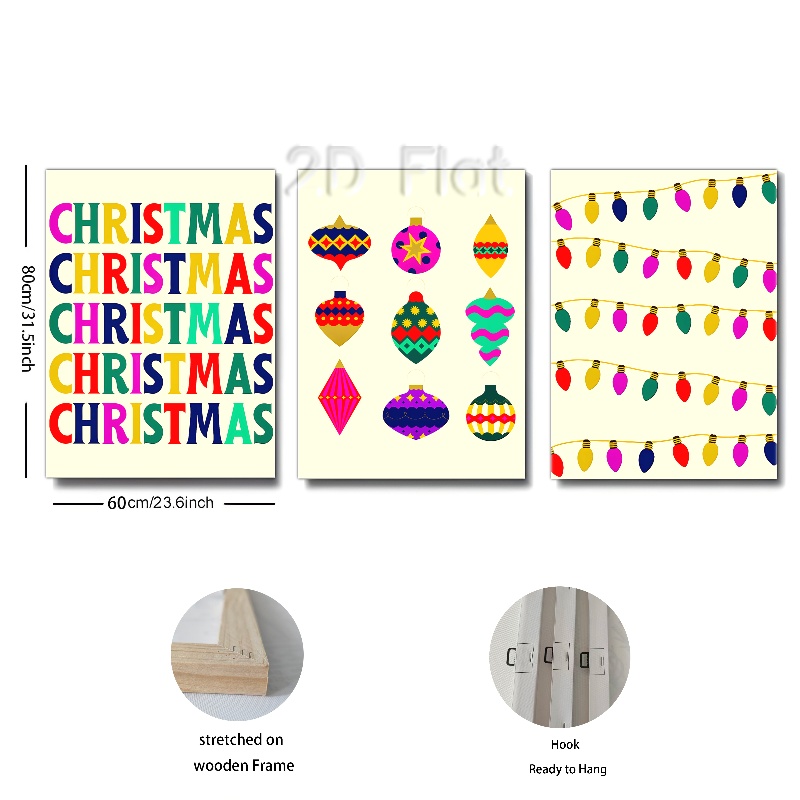 2D Flat
CHRISTMAS
CHRISTMAS
CHRISTMAS
CHRISTMAS
CHRISTMAS
80cm/31.5inch
60cm/23.6inch
stretched on
wooden Frame
Hook
Ready to Hang